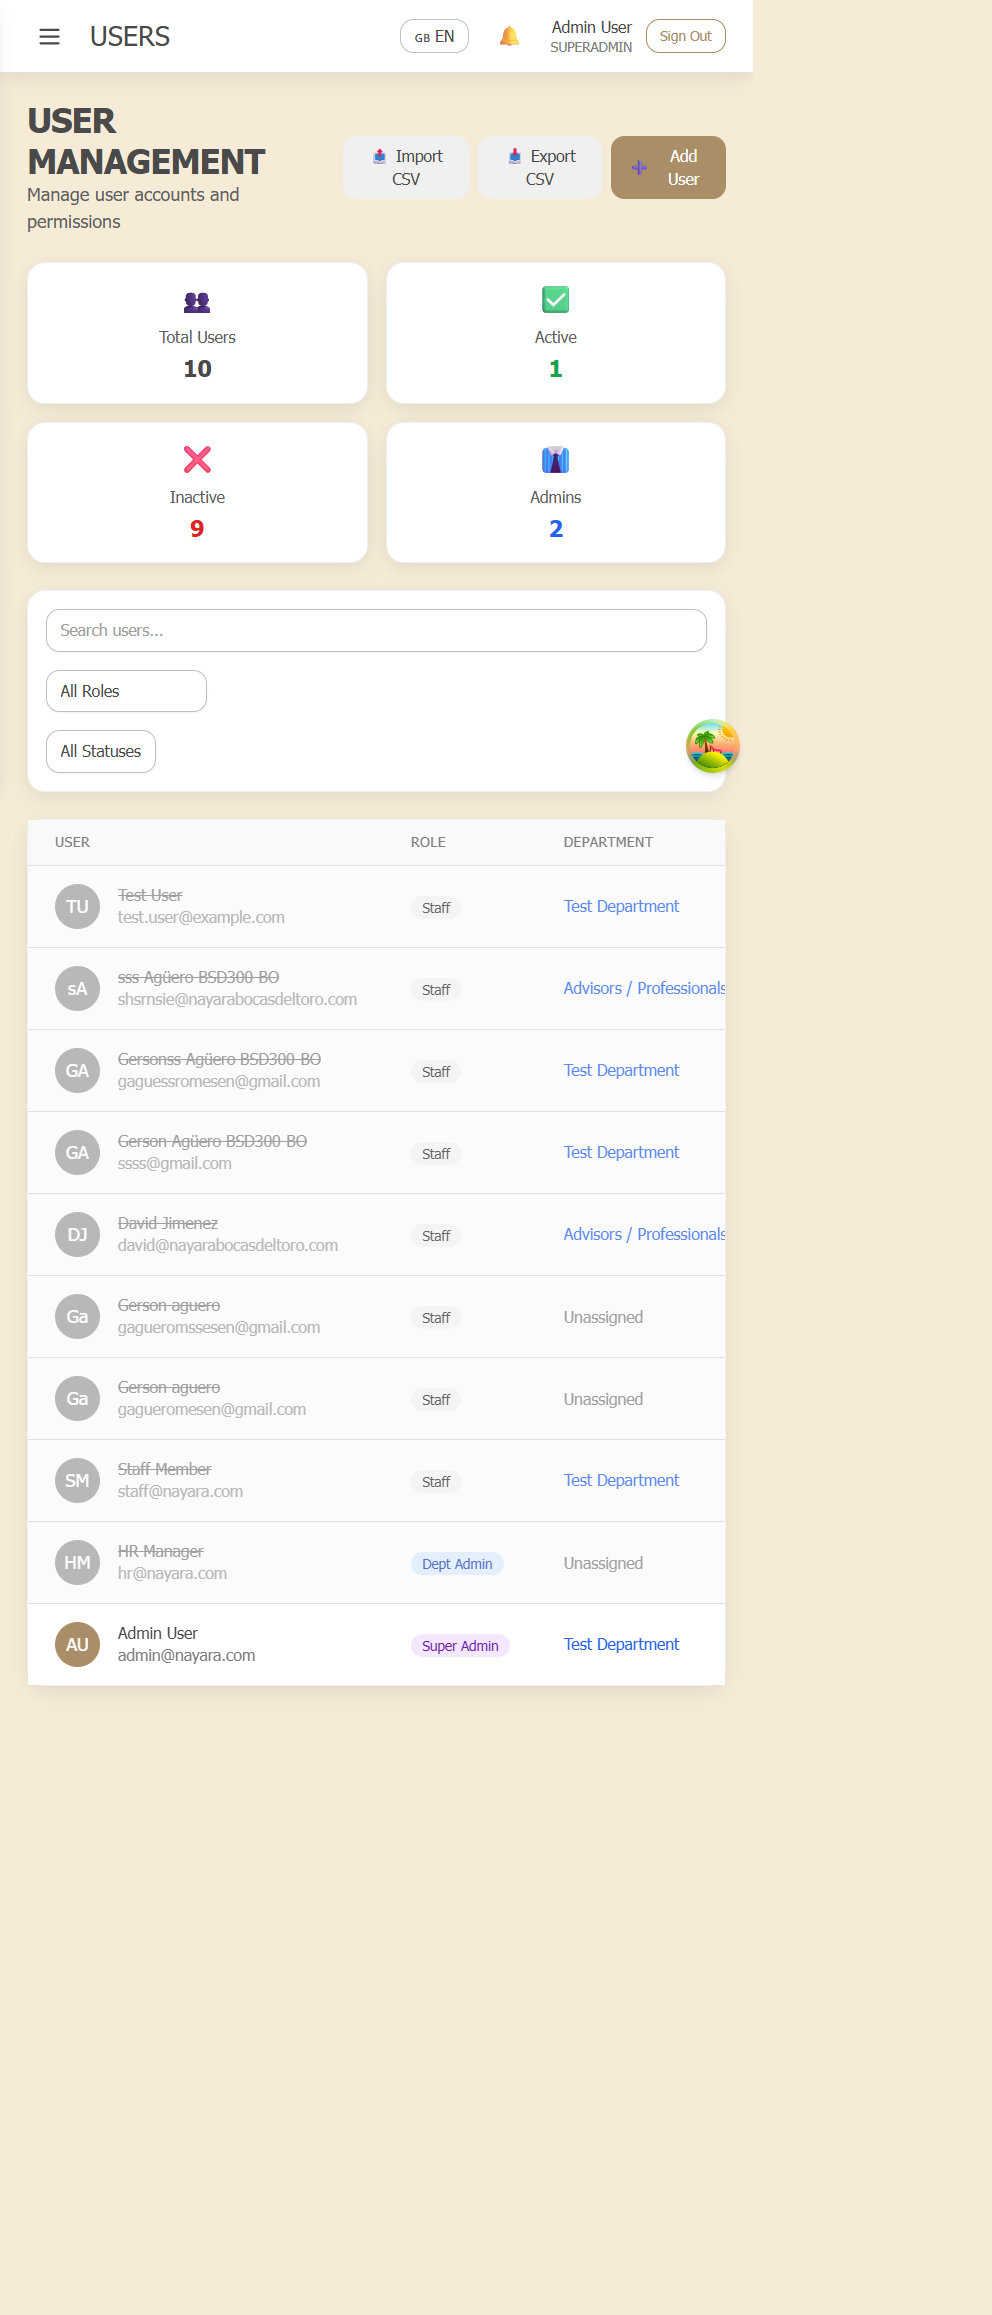 USERS
GB EN
Admin User
SUPERADMIN
Sign Out
USER
MANAGEMENT
Manage user accounts and
permissions
Import
CSV
Export
CSV
Add
User
Total Users
10
Active
1
Inactive
9
Admins
2
Search users...
All Roles
All Statuses
USER ROLE DEPARTMENT
TU Test User
test.user@example.com
Staff
Test Department
sA sss Agüero BSD300 BO
shsrnsie@nayarabocasdeltoro.com
Staff
Advisors / Professionals
GA Gersonss Agüero BSD300 BO
gaguessromesen@gmail.com
Staff
Test Department
GA Gerson Agüero BSD300 BO
ssss@gmail.com
Staff
Test Department
DJ David Jimenez
david@nayarabocasdeltoro.com
Staff
Advisors / Professionals
Ga Gerson aguero
gagueromssesen@gmail.com
Staff
Unassigned
Ga Gerson aguero
gagueromesen@gmail.com
Staff
Unassigned
SM Staff Member
staff@nayara.com
Staff
Test Department
HM HR Manager
hr@nayara.com
Dept Admin
Unassigned
AU Admin User
admin@nayara.com
Super Admin
Test Department